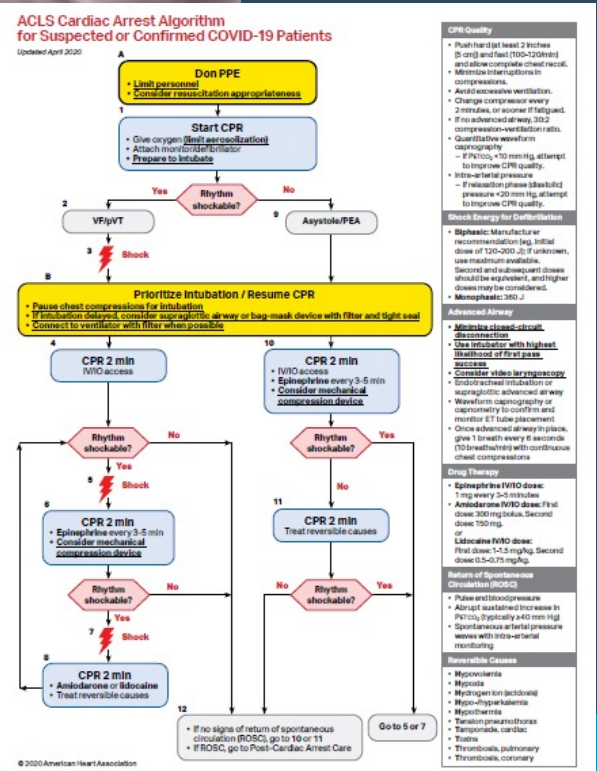 ACLS Cardiac Arrest Algorithm
for Suspected or Confirmed COVID-19 Patients
Updated April 2020
A
Don PPE
• Limit personnel
• Consider resuscitation appropriateness
1
Start CPR
• Give oxygen (limit aerosolization)
• Attach monitor/defibrillator
• Prepare to intubate
Yes
Rhythm
shockable?
No
2
VF/pVT
9
Asystole/PEA
3
Shock
B
Prioritize Intubation / Resume CPR
• Pause chest compressions for intubation
• If intubation delayed, consider supraglottic airway or bag-mask device with filter and tight seal
• Connect to ventilator with filter when possible
4
CPR 2 min
IV/IO access
10
CPR 2 min
• IV/IO access
• Epinephrine every 3-5 min
• Consider mechanical
compression device
Rhythm
shockable?
No
Yes
5
Shock
Rhythm
shockable?
Yes
No
6
CPR 2 min
• Epinephrine every 3-5 min
• Consider mechanical
compression device
11
CPR 2 min
Treat reversible causes
Rhythm
shockable?
No
Yes
7
Shock
No
Rhythm
shockable?
Yes
8
CPR 2 min
• Amiodarone or lidocaine
• Treat reversible causes
12
• If no signs of return of spontaneous
circulation (ROSC), go to 10 or 11
• If ROSC, go to Post-Cardiac Arrest Care
Go to 5 or 7
© 2020 American Heart Association
CPR Quality
• Push hard (at least 2 inches
[5 cm]) and fast (100-120/min)
and allow complete chest recoil.
• Minimize interruptions in
compressions.
• Avoid excessive ventilation.
• Change compressor every
2 minutes, or sooner if fatigued.
• If no advanced airway, 30:2
compression-ventilation ratio.
• Quantitative waveform
capnography
– If PETCO₂ <10 mm Hg, attempt
to improve CPR quality.
• Intra-arterial pressure
– If relaxation phase (diastolic)
pressure <20 mm Hg, attempt
to improve CPR quality.
Shock Energy for Defibrillation
• Biphasic: Manufacturer
recommendation (eg, initial
dose of 120-200 J); if unknown,
use maximum available.
Second and subsequent doses
should be equivalent, and higher
doses may be considered.
• Monophasic: 360 J
Advanced Airway
• Minimize closed-circuit
disconnection
• Use intubator with highest
likelihood of first pass
success
• Consider video laryngoscopy
• Endotracheal intubation or
supraglottic advanced airway
• Waveform capnography or
capnometry to confirm and
monitor ET tube placement
• Once advanced airway in place,
give 1 breath every 6 seconds
(10 breaths/min) with continuous
chest compressions
Drug Therapy
• Epinephrine IV/IO dose:
1 mg every 3-5 minutes
• Amiodarone IV/IO dose: First
dose: 300 mg bolus. Second
dose: 150 mg.
or
Lidocaine IV/IO dose:
First dose: 1-1.5 mg/kg. Second
dose: 0.5-0.75 mg/kg.
Return of Spontaneous
Circulation (ROSC)
• Pulse and blood pressure
• Abrupt sustained increase in
PETCO₂ (typically ≥40 mm Hg)
• Spontaneous arterial pressure
waves with intra-arterial
monitoring
Reversible Causes
• Hypovolemia
• Hypoxia
• Hydrogen ion (acidosis)
• Hypo-/hyperkalemia
• Hypothermia
• Tension pneumothorax
• Tamponade, cardiac
• Toxins
• Thrombosis, pulmonary
• Thrombosis, coronary